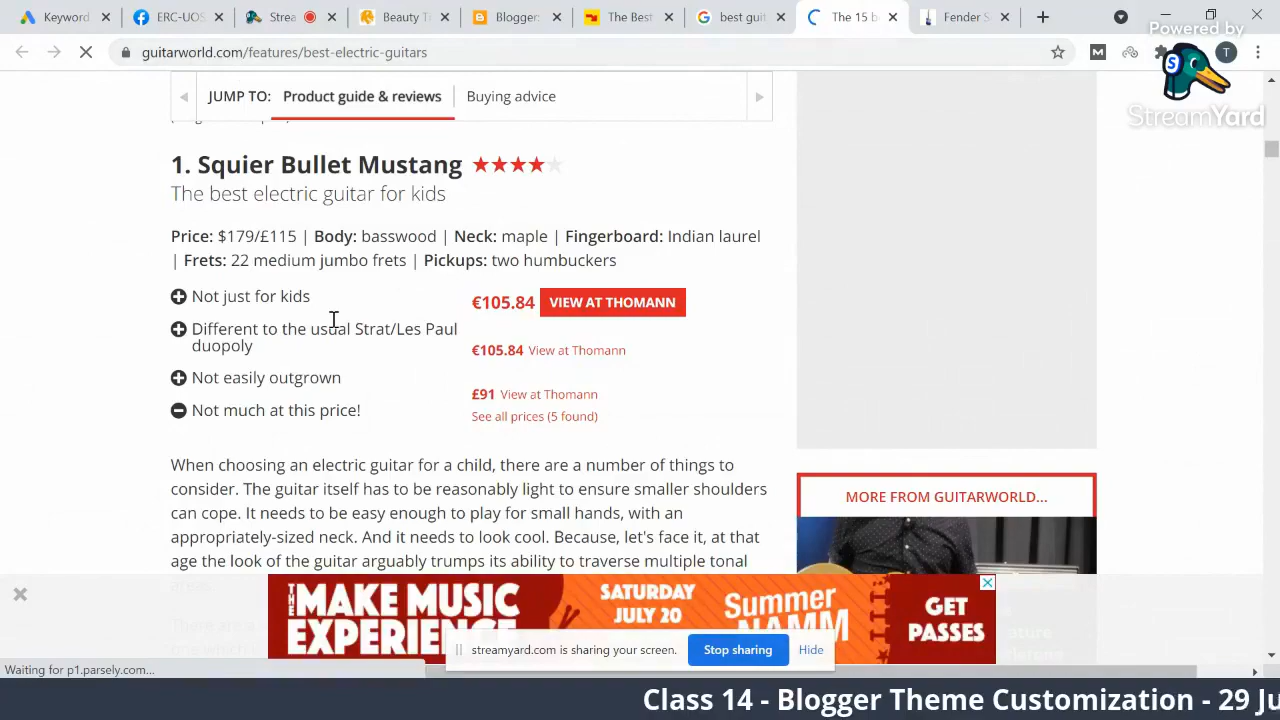 Keyword
ERC-UOS
Strea
Beauty T
Blogger
The Best
best guit
The 15 b
Fender S
guitarworld.com/features/best-electric-guitars
M
T
Powered by
S
StreamYard
JUMP TO: Product guide & reviews Buying advice
1. Squier Bullet Mustang
The best electric guitar for kids
Price: $179/£115 | Body: basswood | Neck: maple | Fingerboard: Indian laurel
| Frets: 22 medium jumbo frets | Pickups: two humbuckers
Not just for kids
€105.84 VIEW AT THOMANN
Different to the usual Strat/Les Paul
duopoly
€105.84 View at Thomann
Not easily outgrown
£91 View at Thomann
Not much at this price!
See all prices (5 found)
When choosing an electric guitar for a child, there are a number of things to
consider. The guitar itself has to be reasonably light to ensure smaller shoulders
can cope. It needs to be easy enough to play for small hands, with an
appropriately-sized neck. And it needs to look cool. Because, let's face it, at that
age the look of the guitar arguably trumps its ability to traverse multiple tonal
areas.
MORE FROM GUITARWORLD...
THE MAKE MUSIC
EXPERIENCE
SATURDAY
JULY 20
Summer
NAMM
GET
PASSES
streamyard.com is sharing your screen. Stop sharing Hide
Waiting for p1.parsely.com...
Class 14 - Blogger Theme Customization - 29 Ju